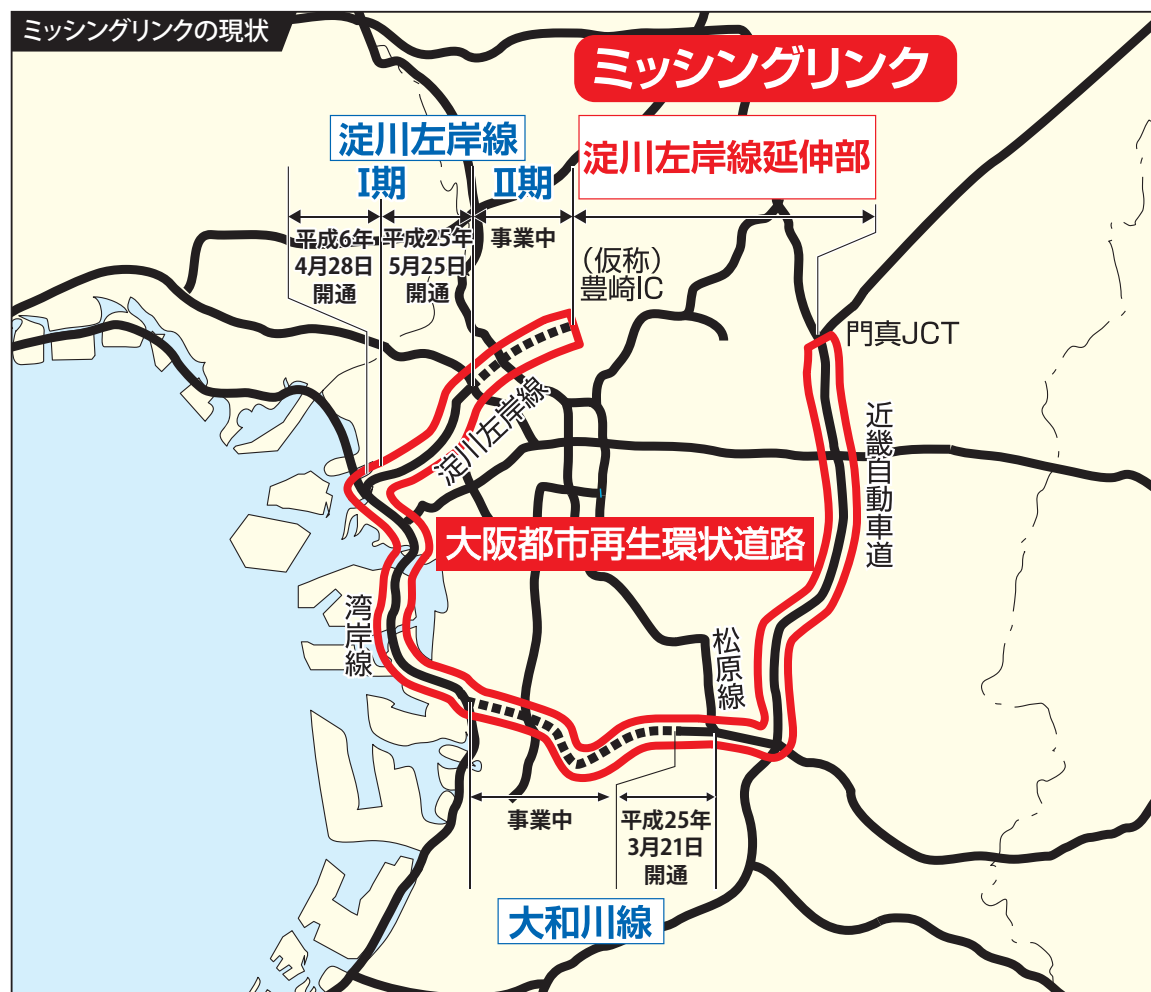 ミッシングリンクの現状
ミッシングリンク
淀川左岸線
Ⅰ期
Ⅱ期
淀川左岸線延伸部
平成6年
4月28日
開通
平成25年
5月25日
開通
事業中
（仮称）
豊崎IC
門真JCT
淀川左岸線
近畿自動車道
大阪都市再生環状道路
湾岸線
松原線
事業中
平成25年
3月21日
開通
大和川線